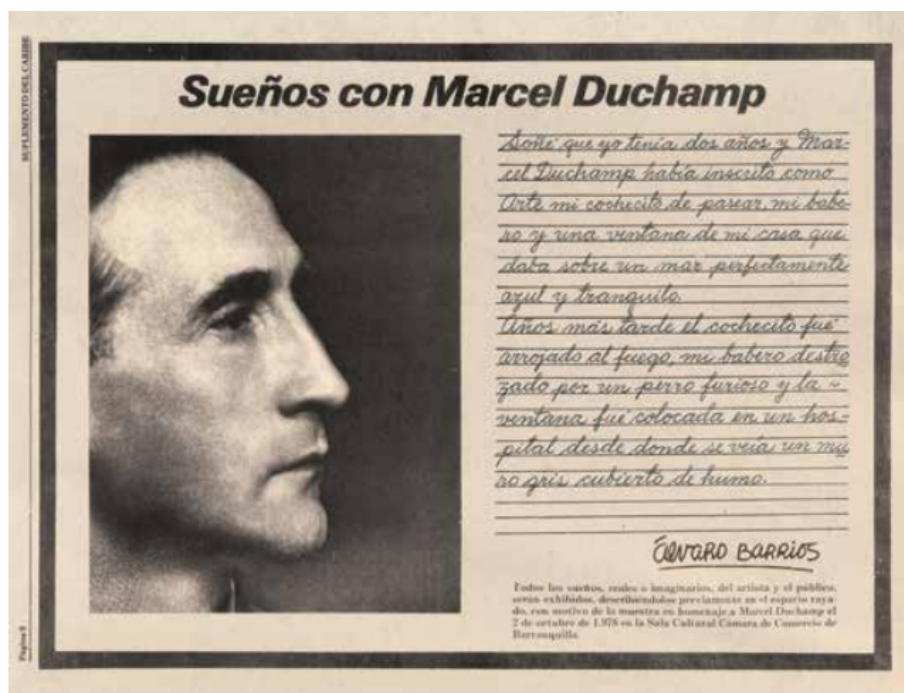 SUPLEMENTO DEL CARIBE
Sueños con Marcel Duchamp
Soñé que yo tenía dos años y Mar-
cel Duchamp había inscrito como
Arte mi cochecito de pasear, mi babe-
ro y una ventana de mi casa que
daba sobre un mar perfectamente
azul y tranquilo.
Años más tarde el cochecito fué
arrojado al fuego, mi babero destro
zado por un perro furioso y la ~
ventana fué colocada en un hos-
pital desde donde se veía un mu
ro gris cubierto de humo.
Álvaro BARRIOS
Todos los sueños, reales o imaginarios, del artista y el público,
serán exhibidos, describiéndolos previamente en el espacio raya-
do, con motivo de la muestra en homenaje a Marcel Duchamp el
2 de octubre de 1.978 en la Sala Cultural Cámara de Comercio de
Barranquilla
Página 8